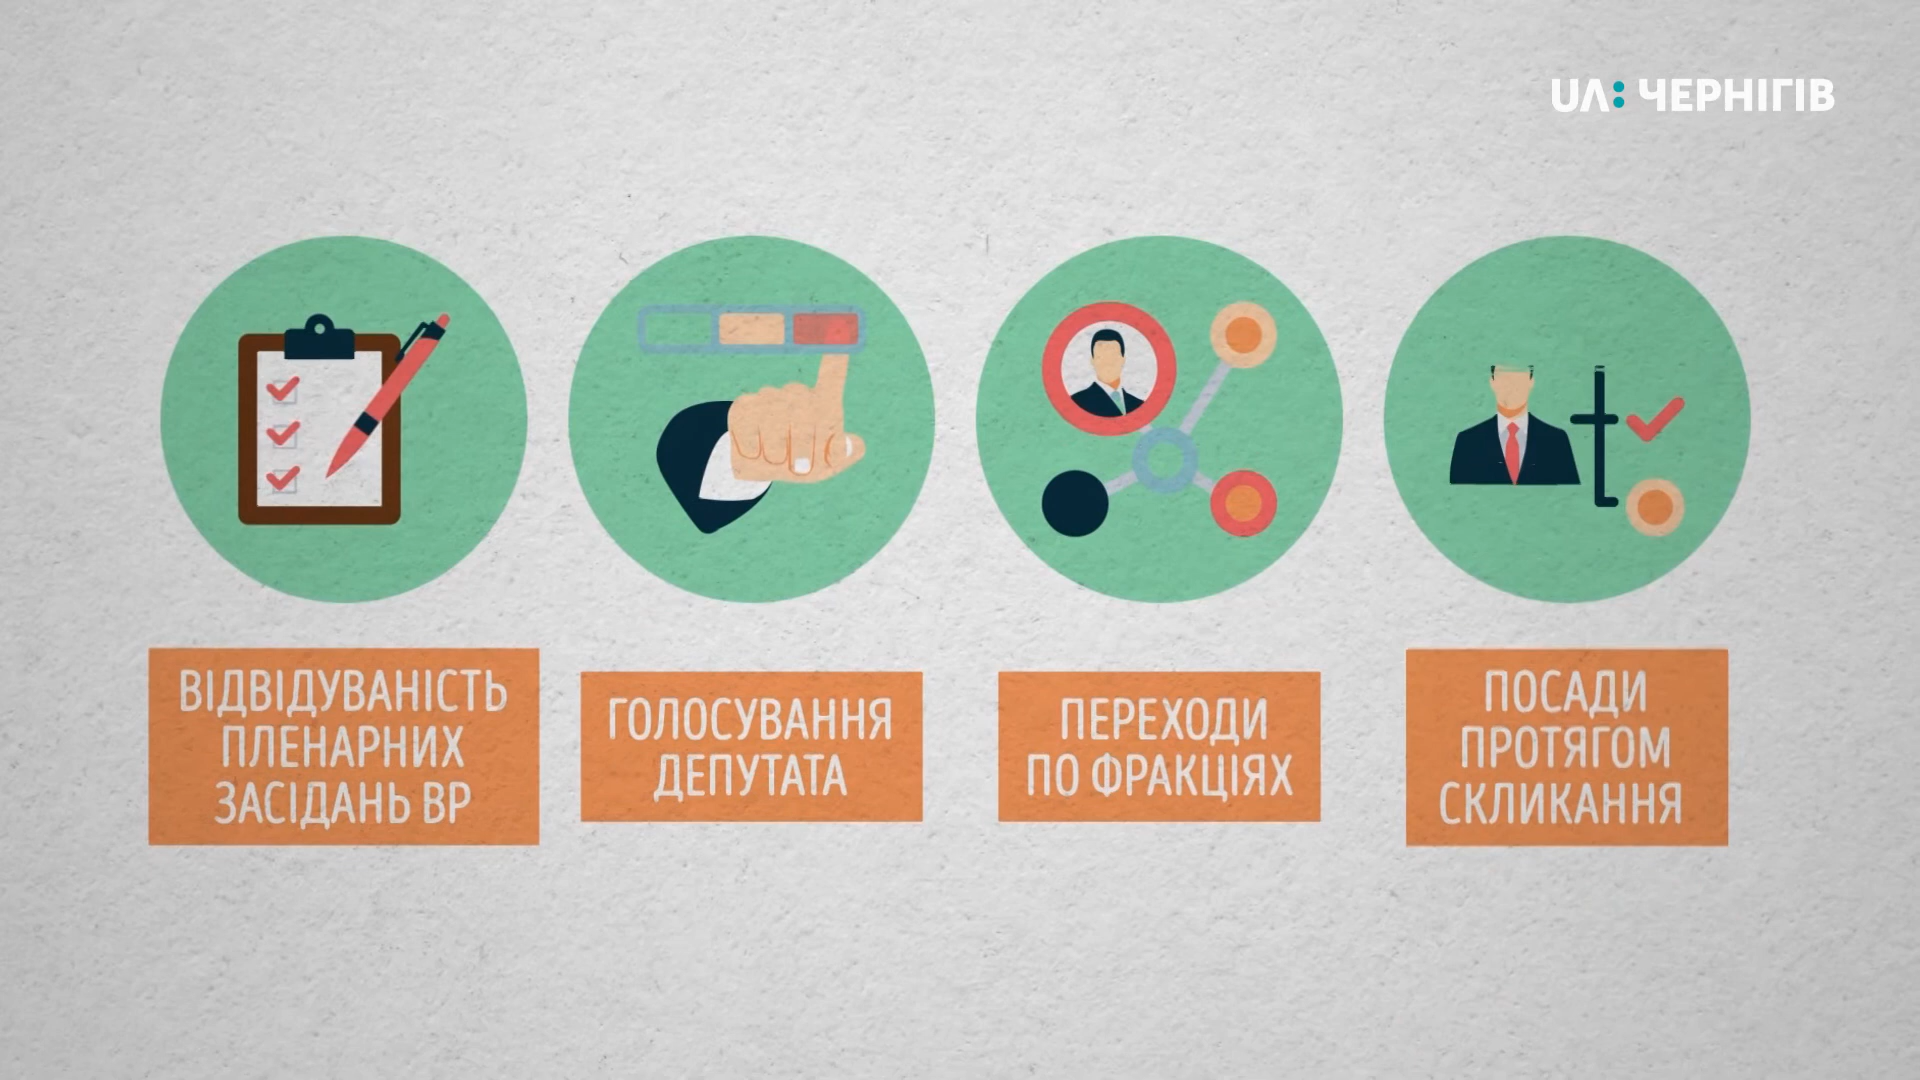 UA: ЧЕРНІГІВ
ВІДВІДУВАНІСТЬ
ПЛЕНАРНИХ
ЗАСІДАНЬ ВР
ГОЛОСУВАННЯ
ДЕПУТАТА
ПЕРЕХОДИ
ПО ФРАКЦІЯХ
ПОСАДИ
ПРОТЯГОМ
СКЛИКАННЯ